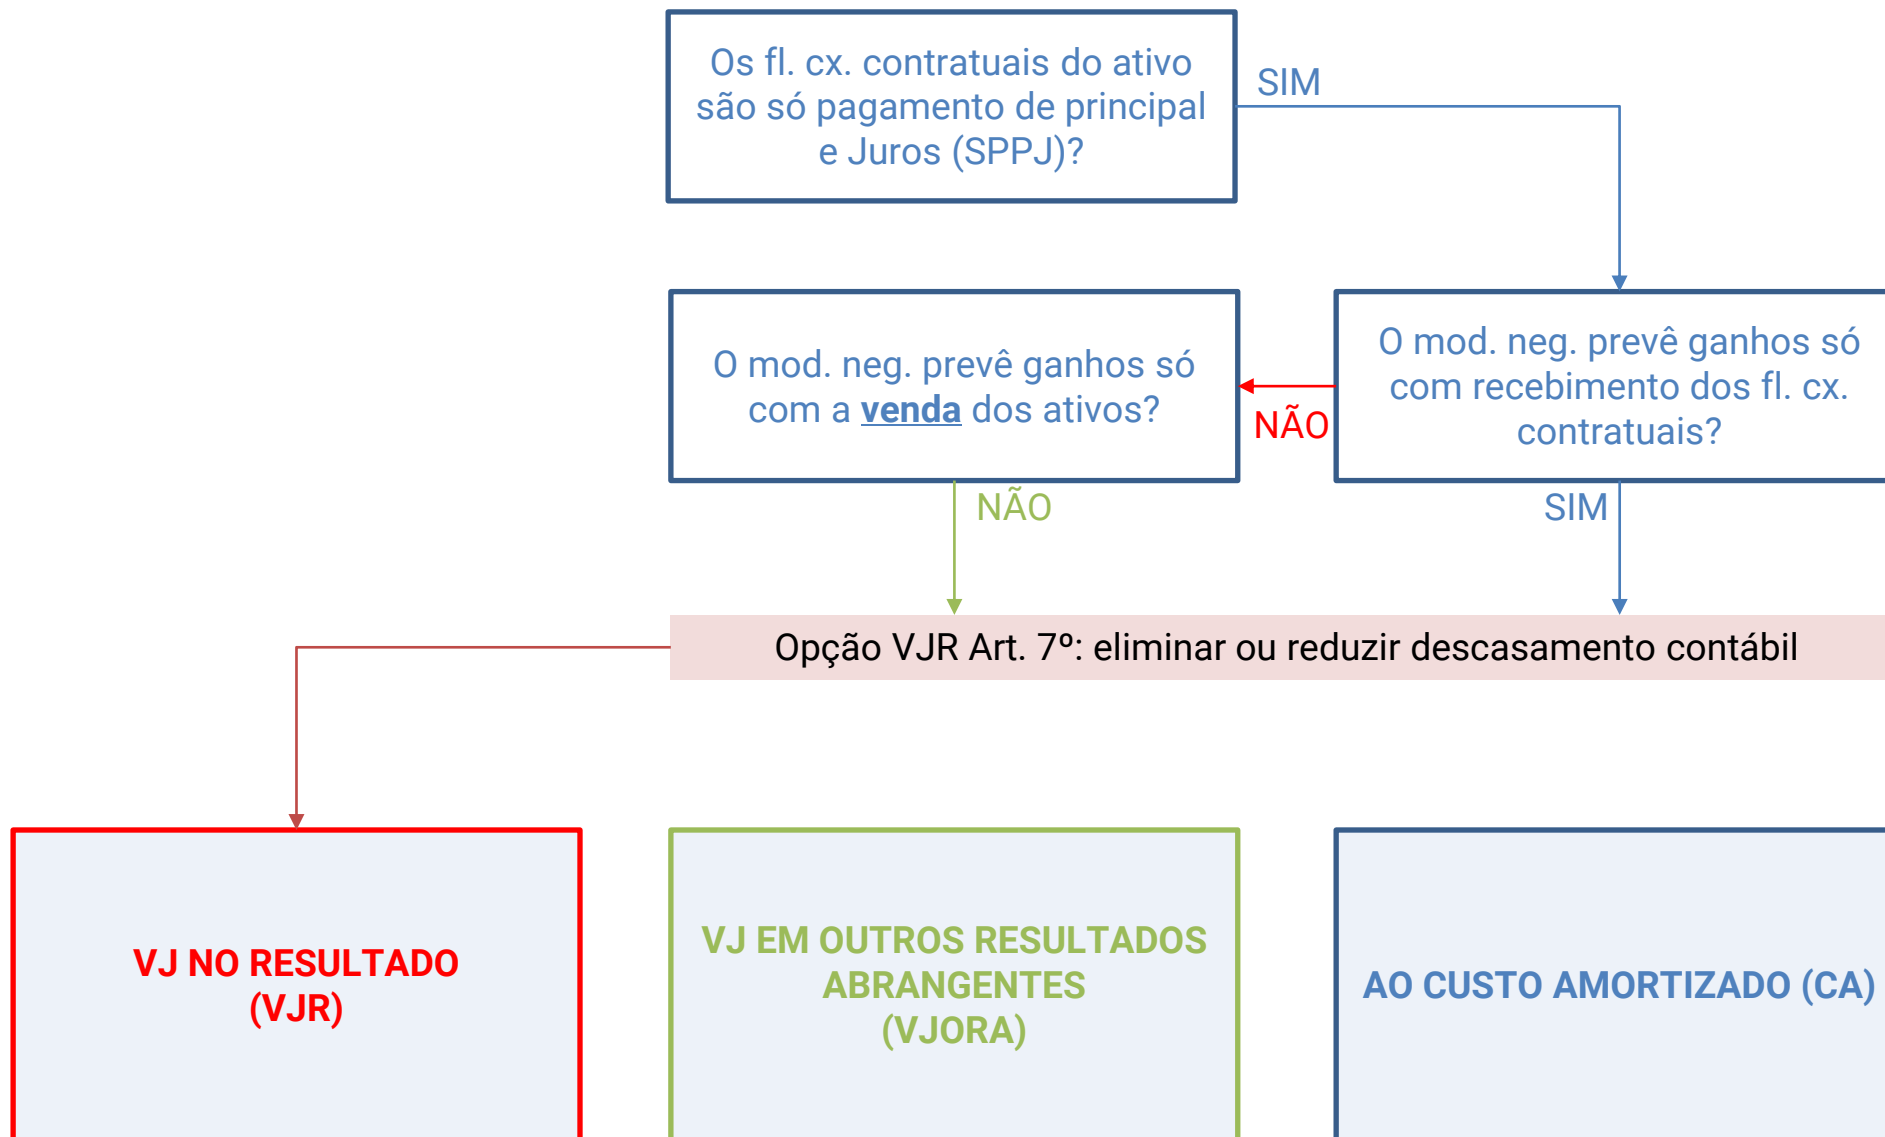 Os fl. cx. contratuais do ativo
são só pagamento de principal
e Juros (SPPJ)?
SIM
O mod. neg. prevê ganhos só
com a venda dos ativos?
NÃO
O mod. neg. prevê ganhos só
com recebimento dos fl. cx.
contratuais?
NÃO
SIM
Opção VJR Art. 7º: eliminar ou reduzir descasamento contábil
VJ NO RESULTADO
(VJR)
VJ EM OUTROS RESULTADOS
ABRANGENTES
(VJORA)
AO CUSTO AMORTIZADO (CA)